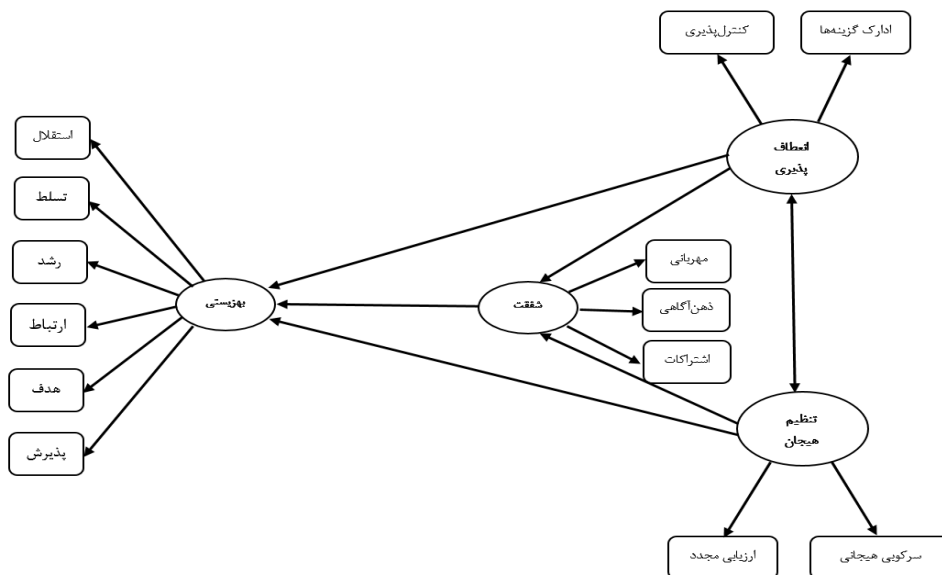 ادارک گزینه‌ها
کنترل‌پذیری
انعطاف
پذیری
مهربانی
ذهن‌آگاهی
اشتراکات
شفقت
بهزیستی
استقلال
تسلط
رشد
ارتباط
هدف
پذیرش
تنظیم
هیجان
سرکوبی هیجانی
ارزیابی مجدد